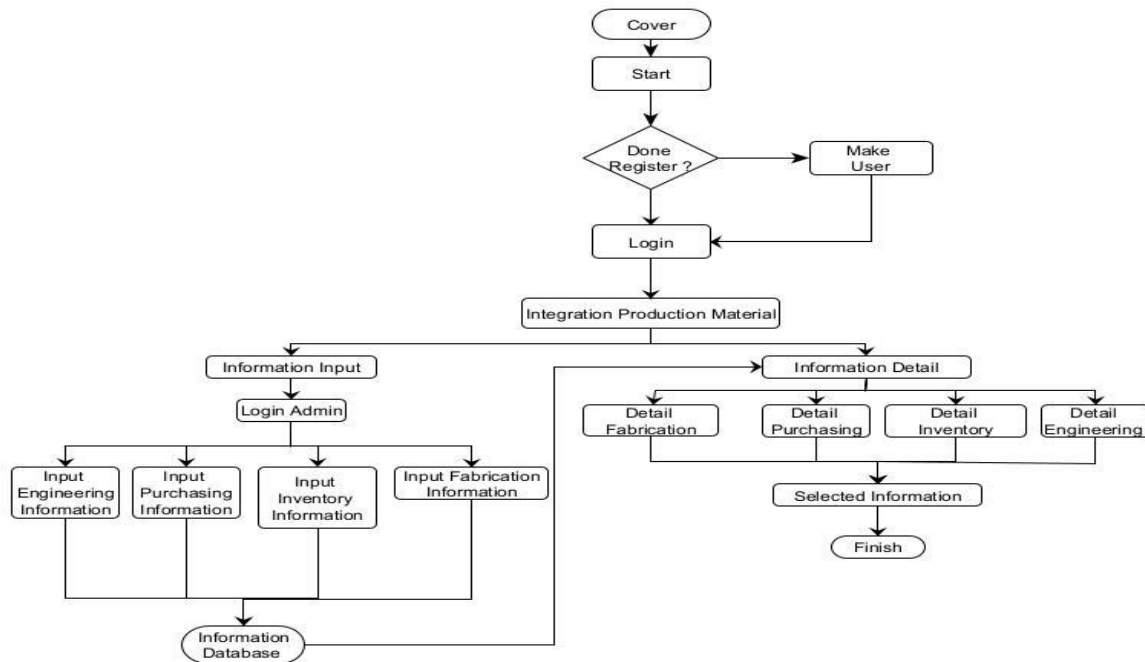 Cover
Start
Done
Register ?
Make
User
Login
Integration Production Material
Information Input
Information Detail
Login Admin
Detail
Fabrication
Detail
Purchasing
Detail
Inventory
Detail
Engineering
Input
Engineering
Information
Input
Purchasing
Information
Input
Inventory
Information
Input Fabrication
Information
Selected Information
Finish
Information
Database